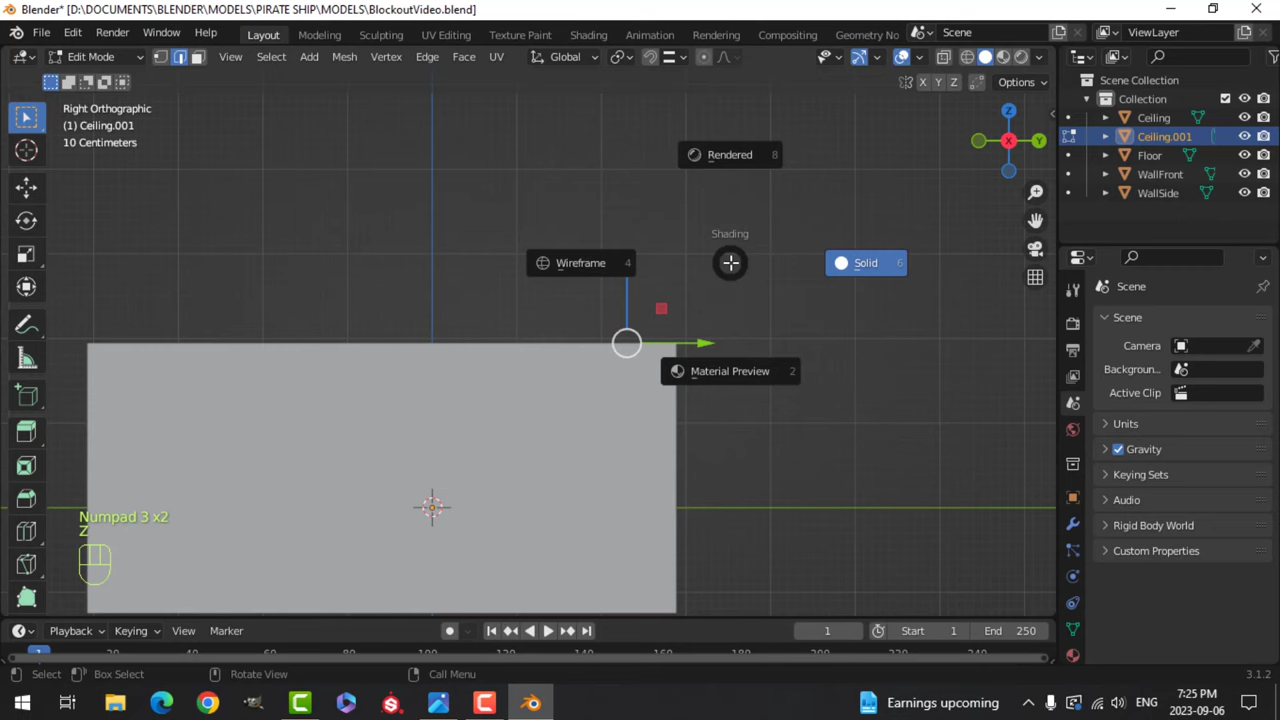 Blender* [D:\DOCUMENTS\BLENDER\MODELS\PIRATE SHIP\MODELS\BlockoutVideo.blend]
File Edit Render Window Help Layout Modeling Sculpting UV Editing Texture Paint Shading Animation Rendering Compositing Geometry No Scene ViewLayer
Edit Mode View Select Add Mesh Vertex Edge Face UV Global
X Y Z Options
Right Orthographic
(1) Ceiling.001
10 Centimeters
Z
X
Y
Rendered 8
Shading
Wireframe 4
Solid 6
Material Preview 2
Numpad 3 x2
Z
Scene Collection
Collection
Ceiling
Ceiling.001
Floor
WallFront
WallSide
Scene
Scene
Camera
Backgroun..
Active Clip
Units
Gravity
Keying Sets
Audio
Rigid Body World
Custom Properties
Playback Keying View Marker 1 Start 1 End 250
Select Box Select Rotate View Call Menu 3.1.2
Earnings upcoming ENG 7:25 PM
2023-09-06